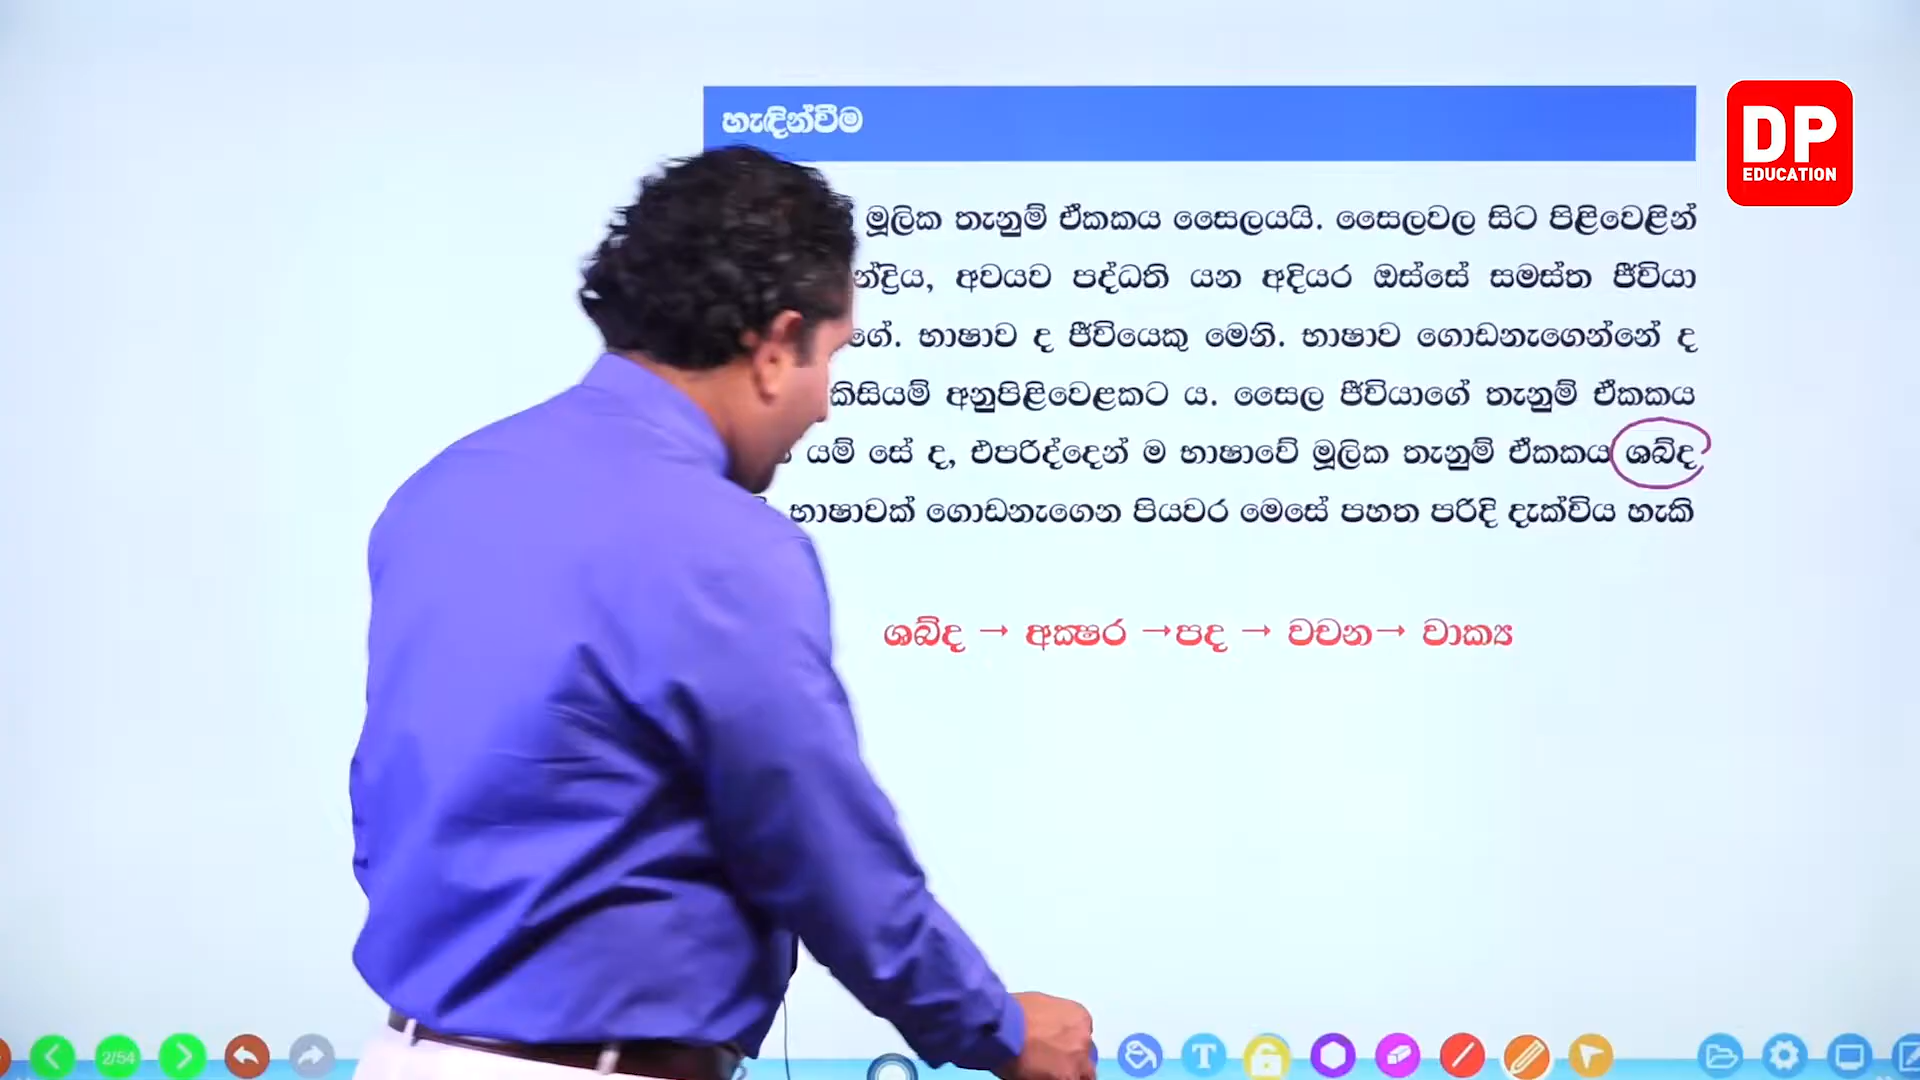 හැඳින්වීම
DP
EDUCATION
මූලික තැනුම් ඒකකය සෛලයයි. සෛලවල සිට පිළිවෙළින්
අවයව පද්ධති යන අදියර ඔස්සේ සමස්ත ජීවියා
භාෂාව ද ජීවියෙකු මෙනි. භාෂාව ගොඩනැගෙන්නේ ද
කිසියම් අනුපිළිවෙළකට ය. සෛල ජීවියාගේ තැනුම් ඒකකය
යම් සේ ද, එපරිද්දෙන් ම භාෂාවේ මූලික තැනුම් ඒකකය ශබ්ද
භාෂාවක් ගොඩනැගෙන පියවර මෙසේ පහත පරිදි දැක්විය හැකි
ශබ්ද → අක්ෂර →පද → වචන→ වාක්‍ය
2/54
T